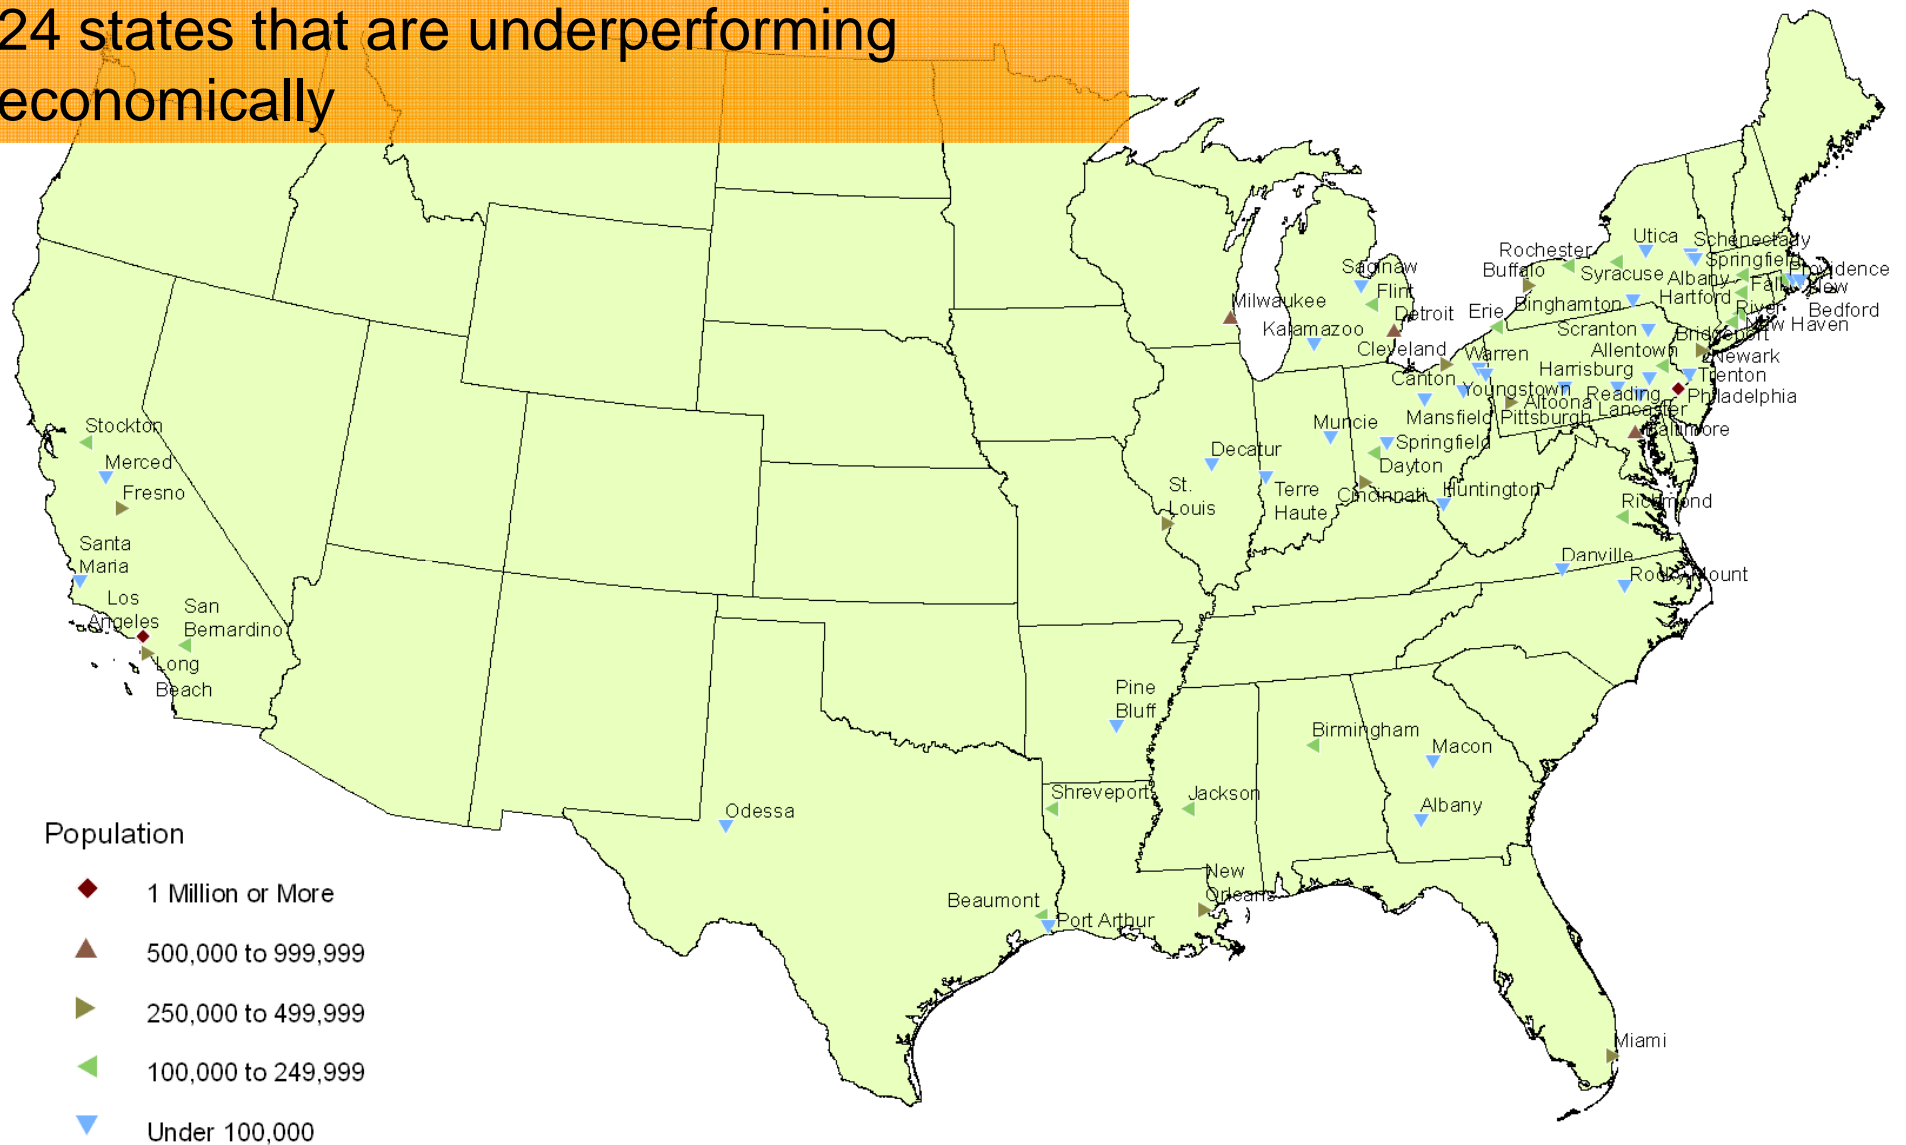 24 states that are underperforming
economically
Rochester
Utica
Schenectady
Buffalo
Syracuse
Albany
Springfield
Providence
Saginaw
Flint
Detroit
Milwaukee
Kalamazoo
Erie
Binghamton
Hartford
Fall
River
New
Bedford
New Haven
Scranton
Bridgeport
Cleveland
Warren
Allentown
Newark
Canton
Youngstown
Harrisburg
Trenton
Mansfield
Pittsburgh
Altoona
Reading
Lancaster
Philadelphia
Baltimore
Stockton
Merced
Fresno
Muncie
Springfield
Decatur
Dayton
St.
Louis
Terre
Haute
Cincinnati
Huntington
Richmond
Santa
Maria
Danville
Rocky Mount
Los
Angeles
San
Bernardino
Long
Beach
Pine
Bluff
Birmingham
Macon
Shreveport
Jackson
Albany
Odessa
New
Orleans
Beaumont
Port Arthur
Miami
Population
1 Million or More
500,000 to 999,999
250,000 to 499,999
100,000 to 249,999
Under 100,000